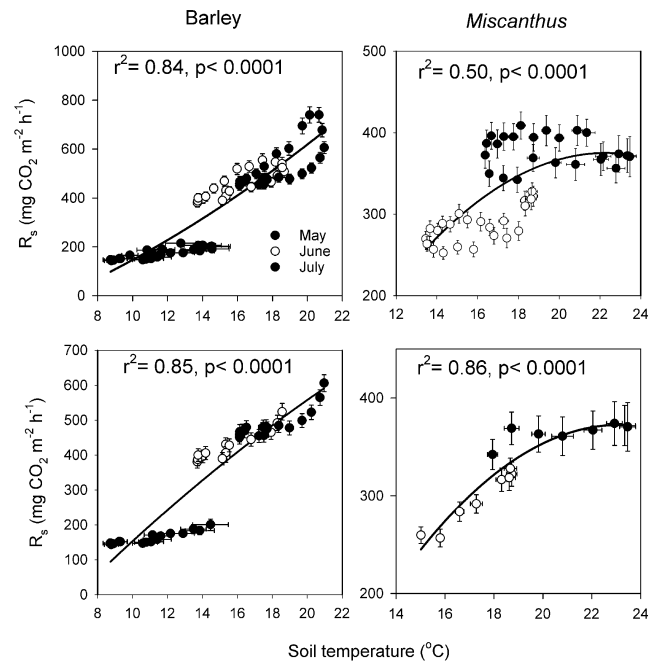 Barley
Miscanthus
r2= 0.84, p< 0.0001
Rs (mg CO2 m-2 h-1)
1000
800
600
400
200
0
May
June
July
8 10 12 14 16 18 20 22
r2= 0.50, p< 0.0001
500
400
300
200
12 14 16 18 20 22 24
r2= 0.85, p< 0.0001
Rs (mg CO2 m-2 h-1)
700
600
500
400
300
200
100
0
8 10 12 14 16 18 20 22
r2= 0.86, p< 0.0001
400
300
200
14 16 18 20 22 24
Soil temperature (oC)